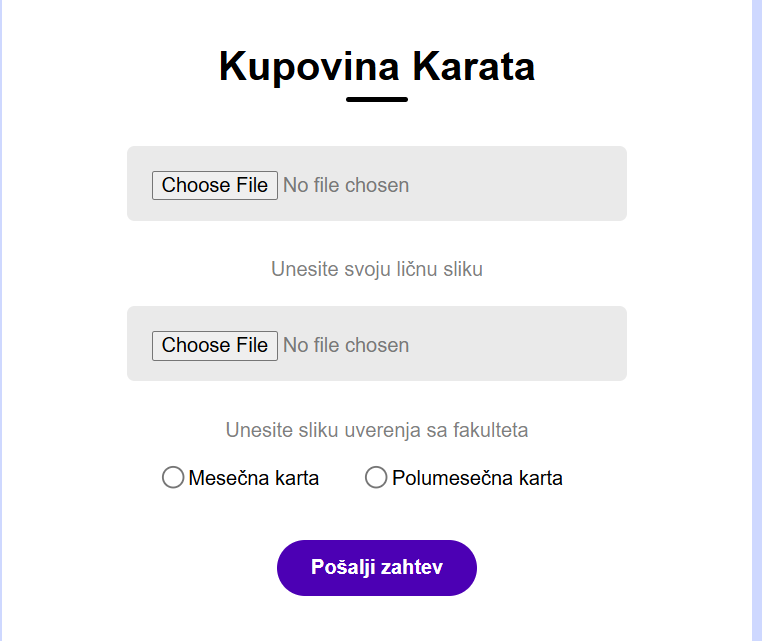 Kupovina Karata
Choose File No file chosen
Unesite svoju ličnu sliku
Choose File No file chosen
Unesite sliku uverenja sa fakulteta
Mesečna karta Polumesečna karta
Pošalji zahtev